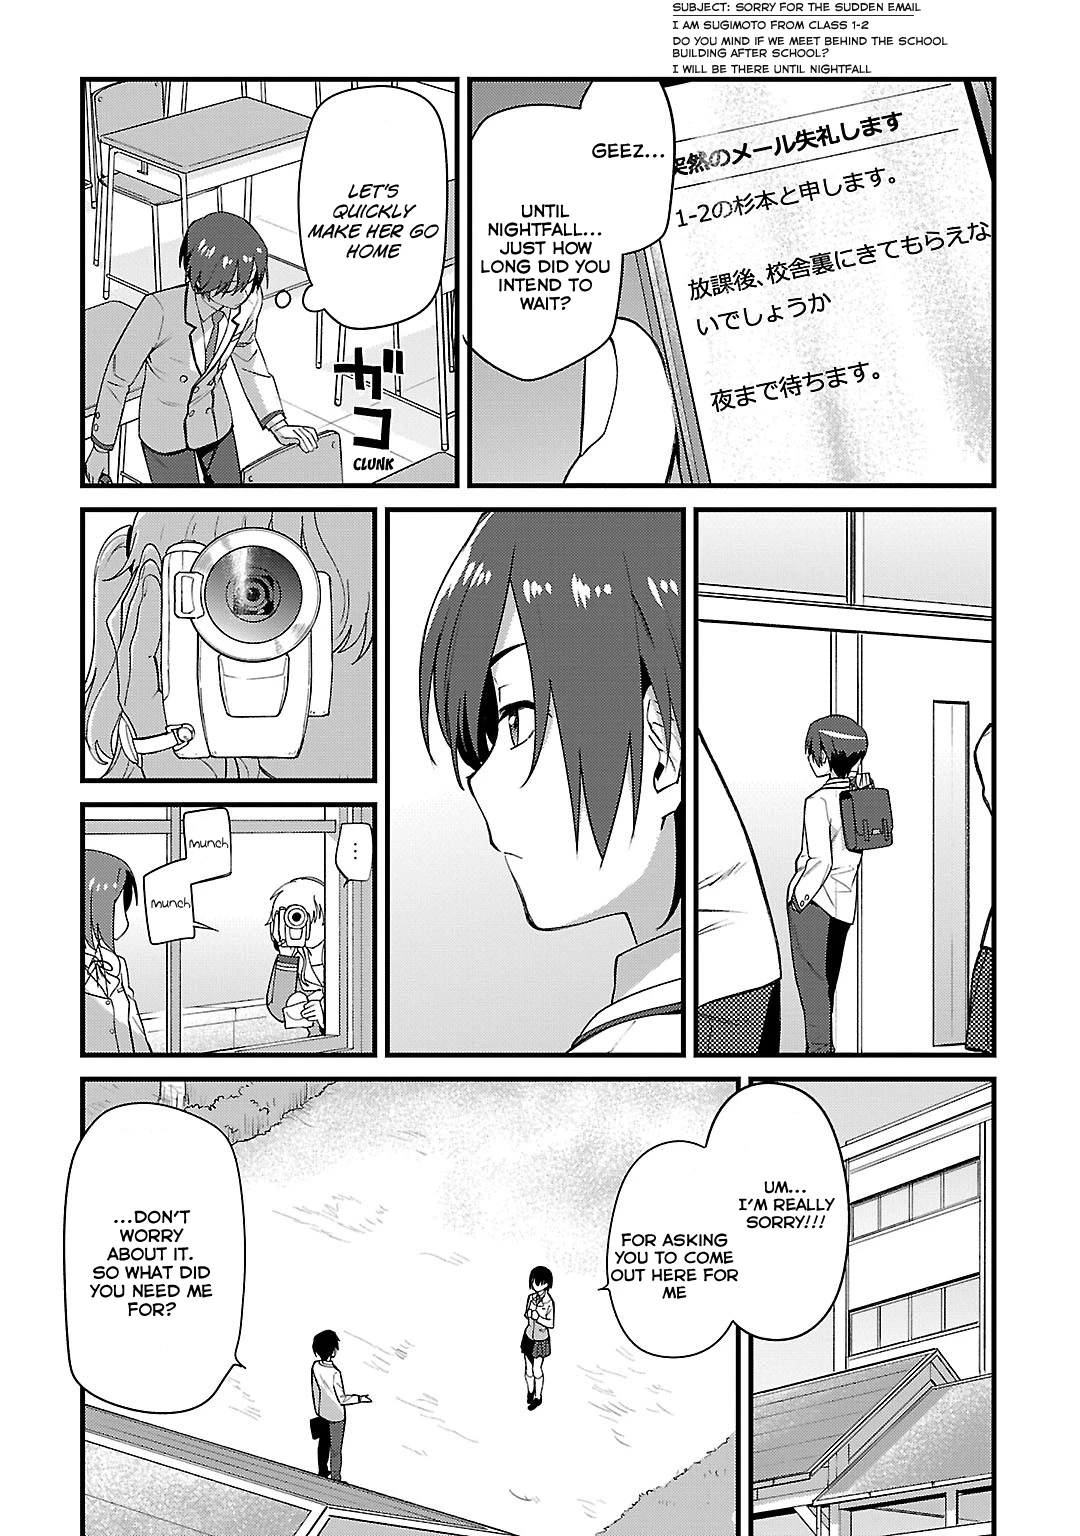 SUBJECT: SORRY FOR THE SUDDEN EMAIL
I AM SUGIMOTO FROM CLASS 1-2
DO YOU MIND IF WE MEET BEHIND THE SCHOOL
BUILDING AFTER SCHOOL?
I WILL BE THERE UNTIL NIGHTFALL
突然のメール失礼します
1-2の杉本と申します。
放課後、校舎裏にきてもらえな
いでしょうか
夜まで待ちます。
GEEZ...
UNTIL
NIGHTFALL...
JUST HOW
LONG DID YOU
INTEND TO
WAIT?
LET'S
QUICKLY
MAKE HER GO
HOME
ガコ
CLUNK
...
munch
munch
UM...
I'M REALLY
SORRY!!!
FOR ASKING
YOU TO COME
OUT HERE FOR
ME
...DON'T
WORRY
ABOUT IT.
SO WHAT DID
YOU NEED ME
FOR?